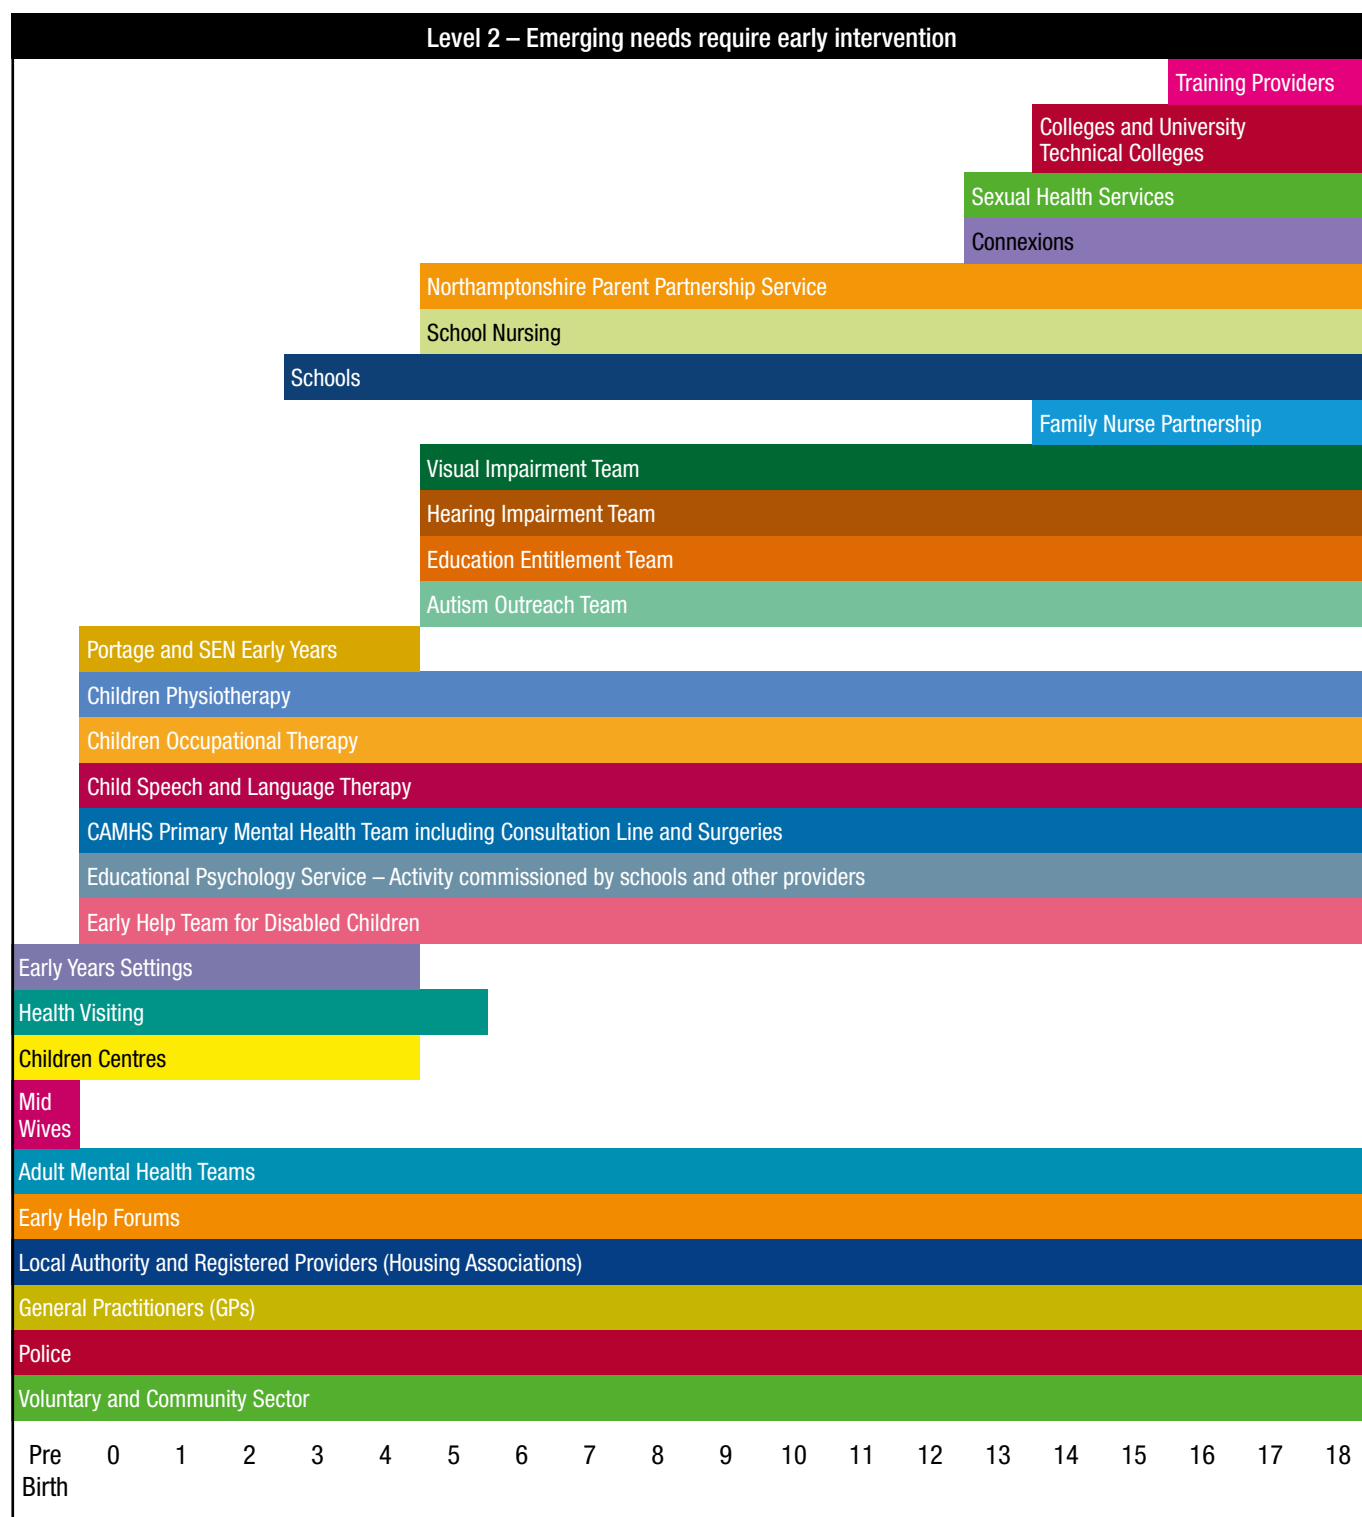 Level 2 – Emerging needs require early intervention
Training Providers
Colleges and University
Technical Colleges
Sexual Health Services
Connexions
Northamptonshire Parent Partnership Service
School Nursing
Schools
Family Nurse Partnership
Visual Impairment Team
Hearing Impairment Team
Education Entitlement Team
Autism Outreach Team
Portage and SEN Early Years
Children Physiotherapy
Children Occupational Therapy
Child Speech and Language Therapy
CAMHS Primary Mental Health Team including Consultation Line and Surgeries
Educational Psychology Service – Activity commissioned by schools and other providers
Early Help Team for Disabled Children
Early Years Settings
Health Visiting
Children Centres
Mid
Wives
Adult Mental Health Teams
Early Help Forums
Local Authority and Registered Providers (Housing Associations)
General Practitioners (GPs)
Police
Voluntary and Community Sector
Pre 0 1 2 3 4 5 6 7 8 9 10 11 12 13 14 15 16 17 18
Birth